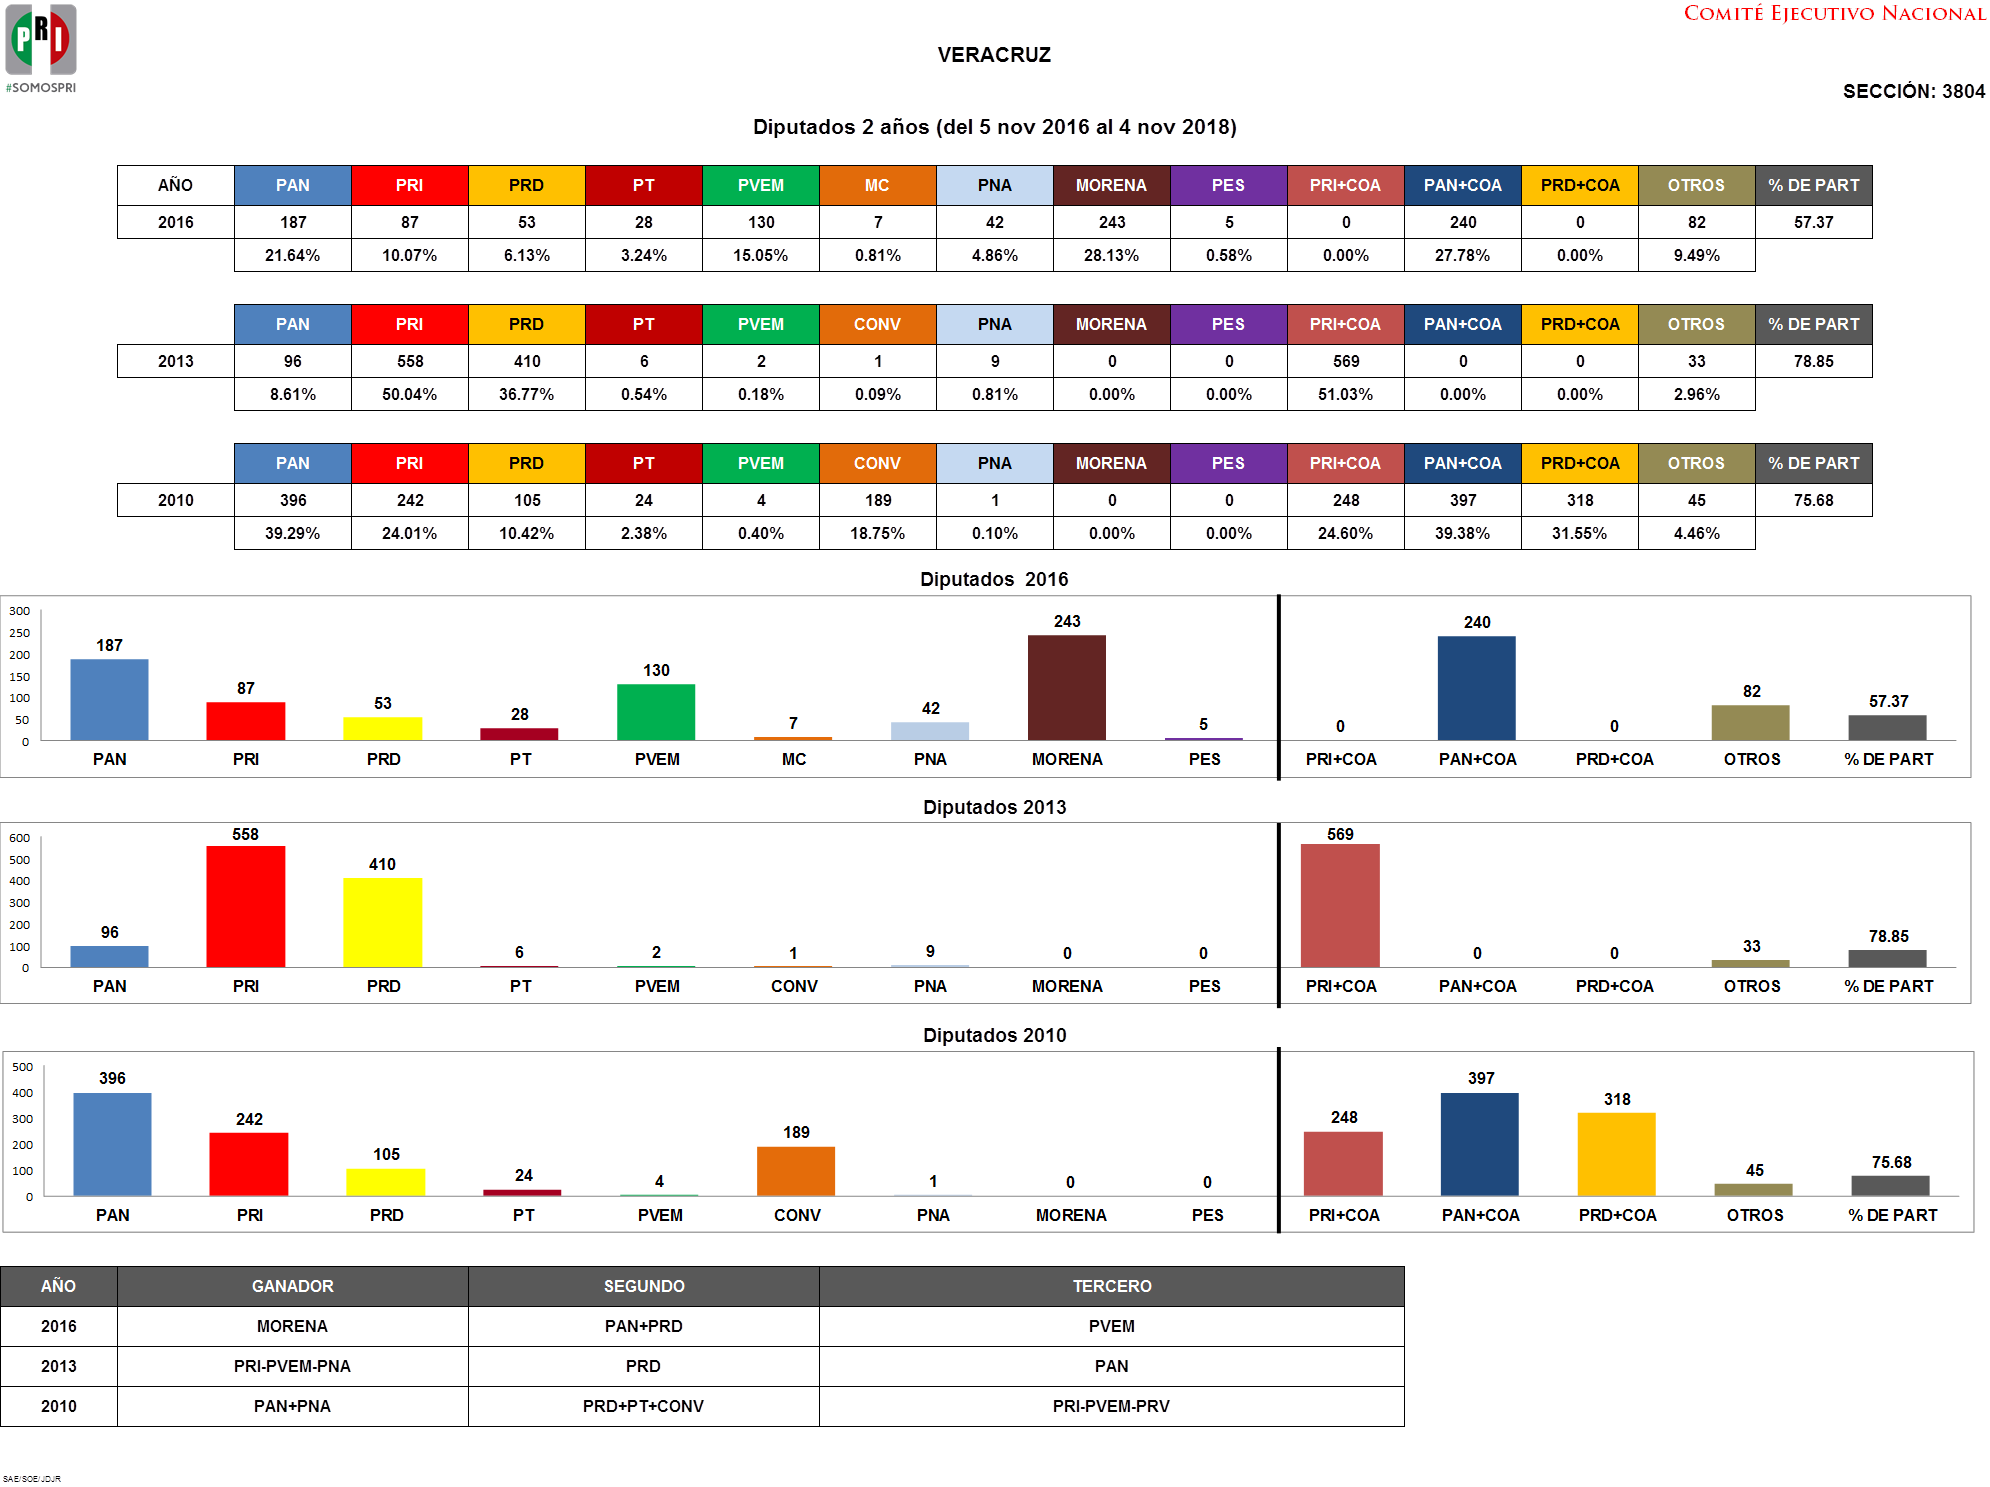 PRI
#SOMOSPRI
COMITÉ EJECUTIVO NACIONAL
VERACRUZ
SECCIÓN: 3804
Diputados 2 años (del 5 nov 2016 al 4 nov 2018)
AÑO PAN PRI PRD PT PVEM MC PNA MORENA PES PRI+COA PAN+COA PRD+COA OTROS % DE PART
2016 187 87 53 28 130 7 42 243 5 0 240 0 82 57.37
21.64% 10.07% 6.13% 3.24% 15.05% 0.81% 4.86% 28.13% 0.58% 0.00% 27.78% 0.00% 9.49%
PAN PRI PRD PT PVEM CONV PNA MORENA PES PRI+COA PAN+COA PRD+COA OTROS % DE PART
2013 96 558 410 6 2 1 9 0 0 569 0 0 33 78.85
8.61% 50.04% 36.77% 0.54% 0.18% 0.09% 0.81% 0.00% 0.00% 51.03% 0.00% 0.00% 2.96%
PAN PRI PRD PT PVEM CONV PNA MORENA PES PRI+COA PAN+COA PRD+COA OTROS % DE PART
2010 396 242 105 24 4 189 1 0 0 248 397 318 45 75.68
39.29% 24.01% 10.42% 2.38% 0.40% 18.75% 0.10% 0.00% 0.00% 24.60% 39.38% 31.55% 4.46%
Diputados 2016
300
250
200
150
100
50
0
187 87 53 28 130 7 42 243 5 0 240 0 82 57.37
PAN PRI PRD PT PVEM MC PNA MORENA PES PRI+COA PAN+COA PRD+COA OTROS % DE PART
Diputados 2013
600
500
400
300
200
100
0
96 558 410 6 2 1 9 0 0 569 0 0 33 78.85
PAN PRI PRD PT PVEM CONV PNA MORENA PES PRI+COA PAN+COA PRD+COA OTROS % DE PART
Diputados 2010
500
400
300
200
100
0
396 242 105 24 4 189 1 0 0 248 397 318 45 75.68
PAN PRI PRD PT PVEM CONV PNA MORENA PES PRI+COA PAN+COA PRD+COA OTROS % DE PART
AÑO GANADOR SEGUNDO TERCERO
2016 MORENA PAN+PRD PVEM
2013 PRI-PVEM-PNA PRD PAN
2010 PAN+PNA PRD+PT+CONV PRI-PVEM-PRV
SAE/SOE/JDJR